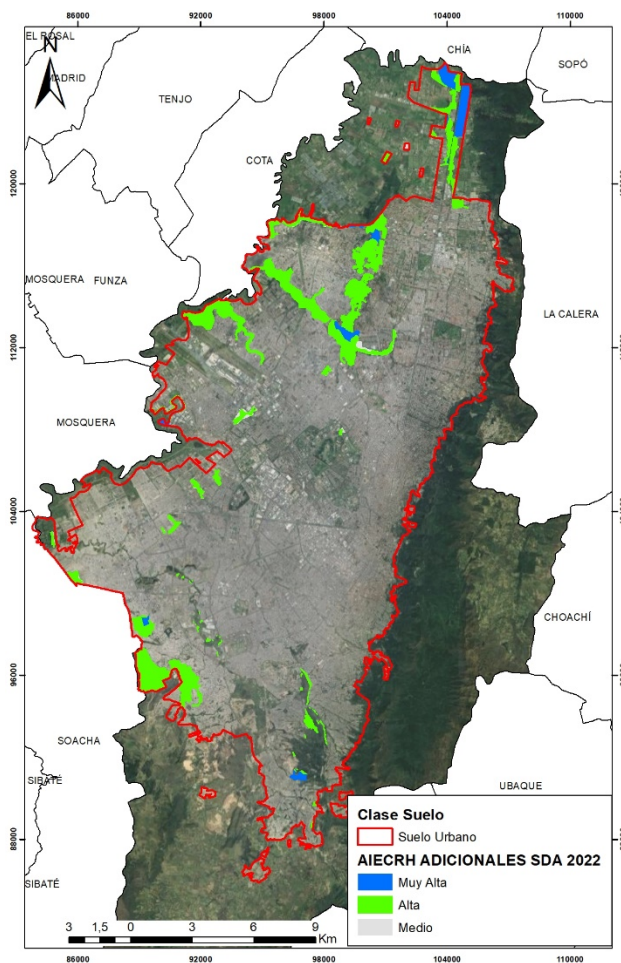 86000 92000 98000 104000 110000
EL ROSAL
N
MADRID
CHÍA
SOPÓ
TENJO
COTA
120000
MOSQUERA
FUNZA
LA CALERA
112000
MOSQUERA
104000
CHOACHÍ
96000
SOACHA
SIBATÉ
UBAQUE
88000
SIBATÉ
Clase Suelo
Suelo Urbano
AIECRH ADICIONALES SDA 2022
Muy Alta
Alta
Medio
3 1,5 0 3 6 9
Km
86000 92000 98000 104000 110000